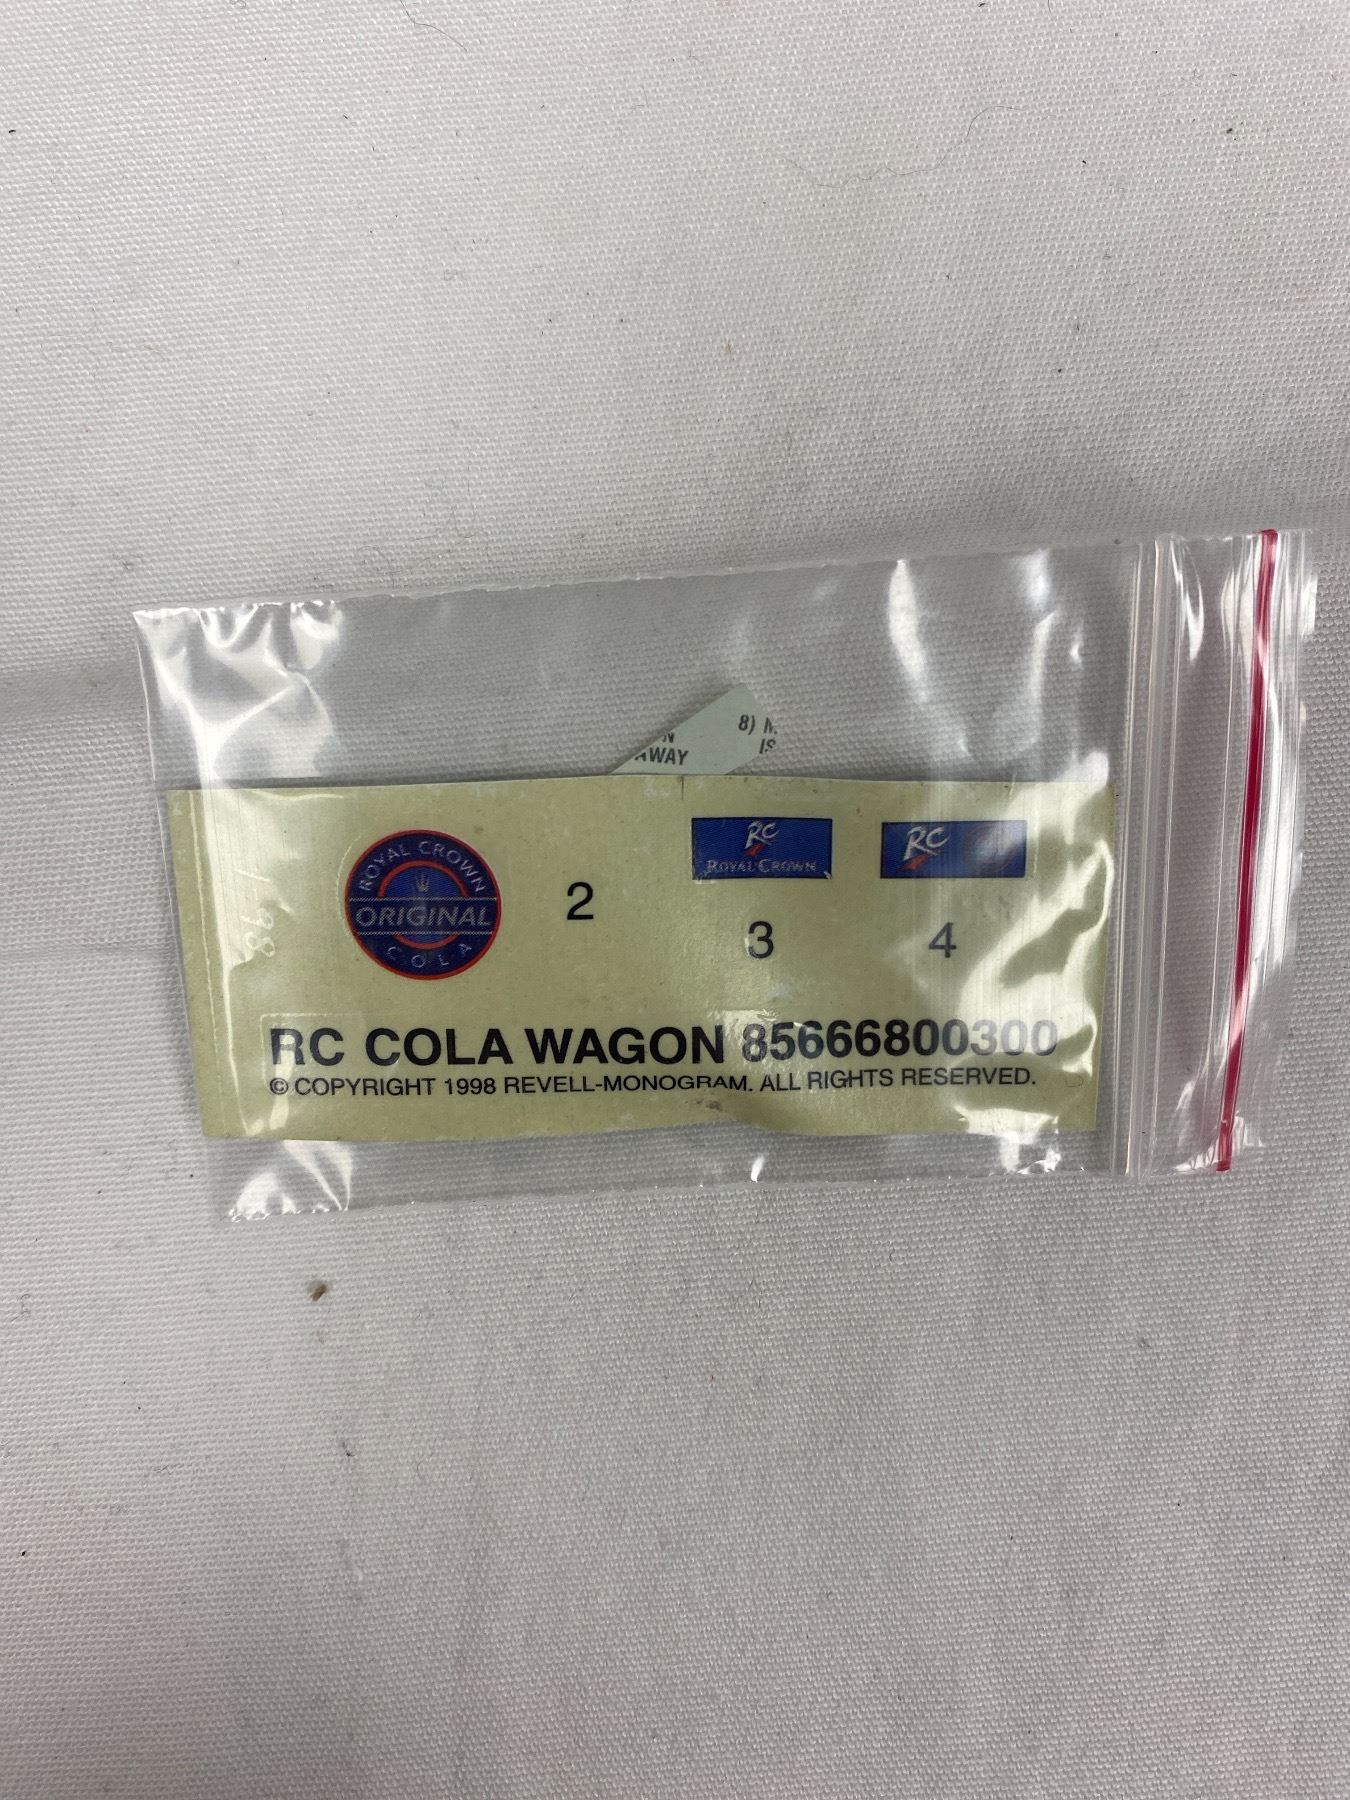 8)
AWAY
ROYAL CROWN
ORIGINAL
COLA
2
RC
ROYAL CROWN
3
RC
4
RC COLA WAGON 85666800300
© COPYRIGHT 1998 REVELL-MONOGRAM. ALL RIGHTS RESERVED.